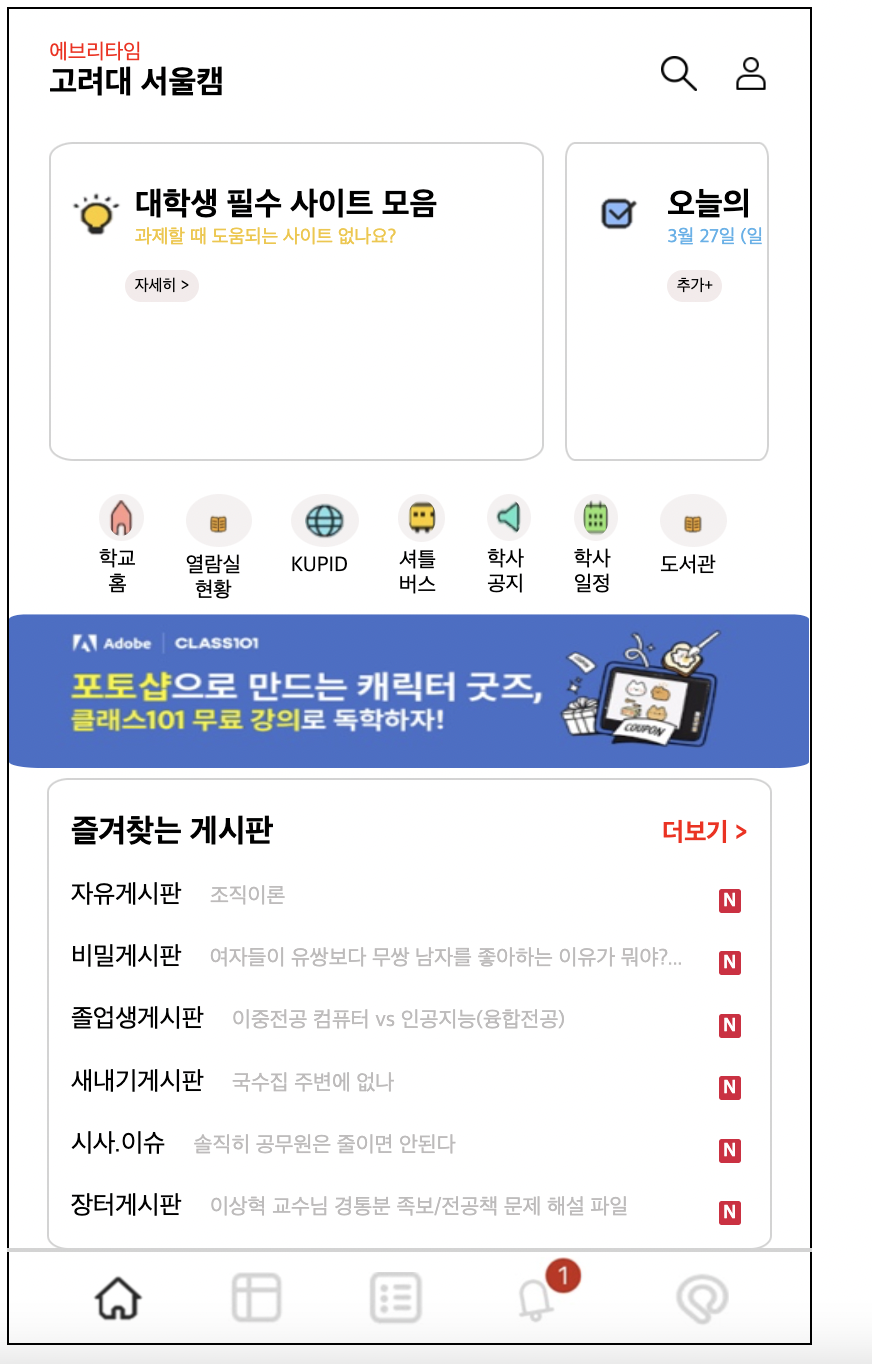 에브리타임
고려대 서울캠
대학생 필수 사이트 모음
과제할 때 도움되는 사이트 없나요?
자세히 >
오늘의
3월 27일 (일
추가+
학교
홈
열람실
현황
KUPID
셔틀
버스
학사
공지
학사
일정
도서관
Adobe CLASS101
포토샵으로 만드는 캐릭터 굿즈,
클래스101 무료 강의로 독학하자!
COUPON
즐겨찾는 게시판 더보기 >
자유게시판 조직이론 N
비밀게시판 여자들이 유쌍보다 무쌍 남자를 좋아하는 이유가 뭐야?... N
졸업생게시판 이중전공 컴퓨터 vs 인공지능(융합전공) N
새내기게시판 국수집 주변에 없나 N
시사.이슈 솔직히 공무원은 줄이면 안된다 N
장터게시판 이상혁 교수님 경통분 족보/전공책 문제 해설 파일 N
1